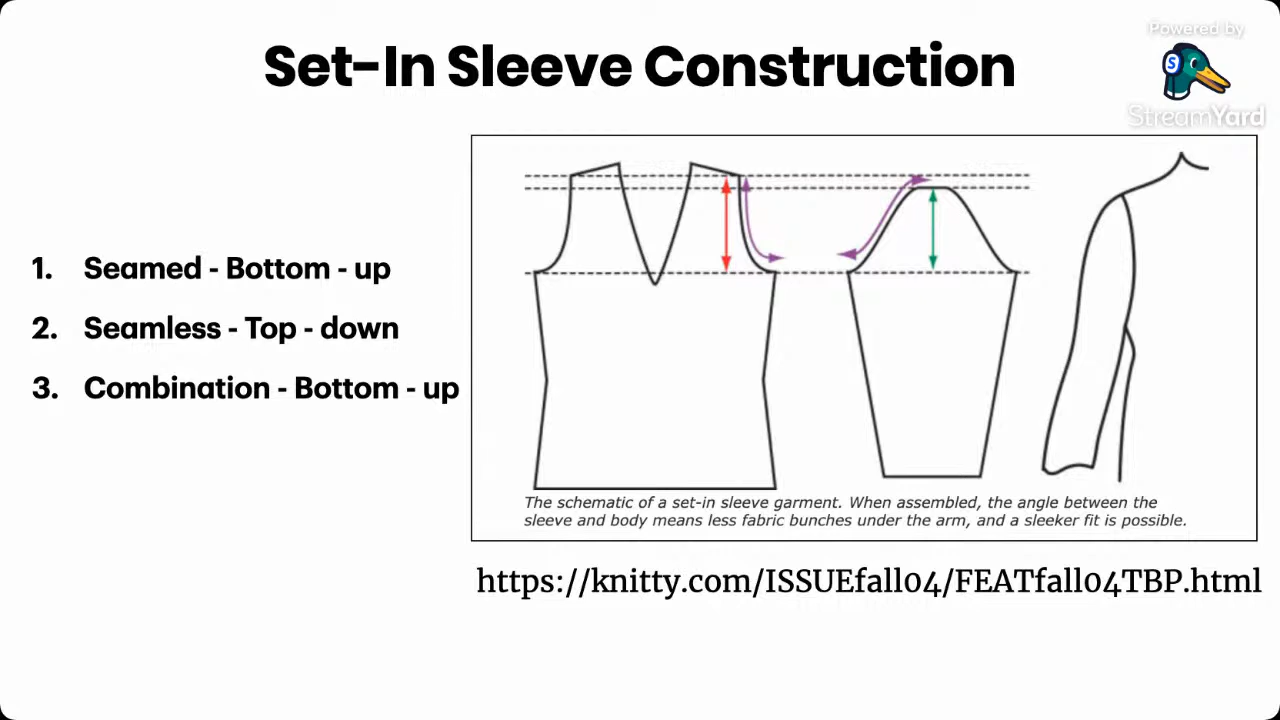 Powered by
Set-In Sleeve Construction
StreamYard
1. Seamed - Bottom - up
2. Seamless - Top - down
3. Combination - Bottom - up
The schematic of a set-in sleeve garment. When assembled, the angle between the
sleeve and body means less fabric bunches under the arm, and a sleeker fit is possible.
https://knitty.com/ISSUEfall04/FEATfall04TBP.html